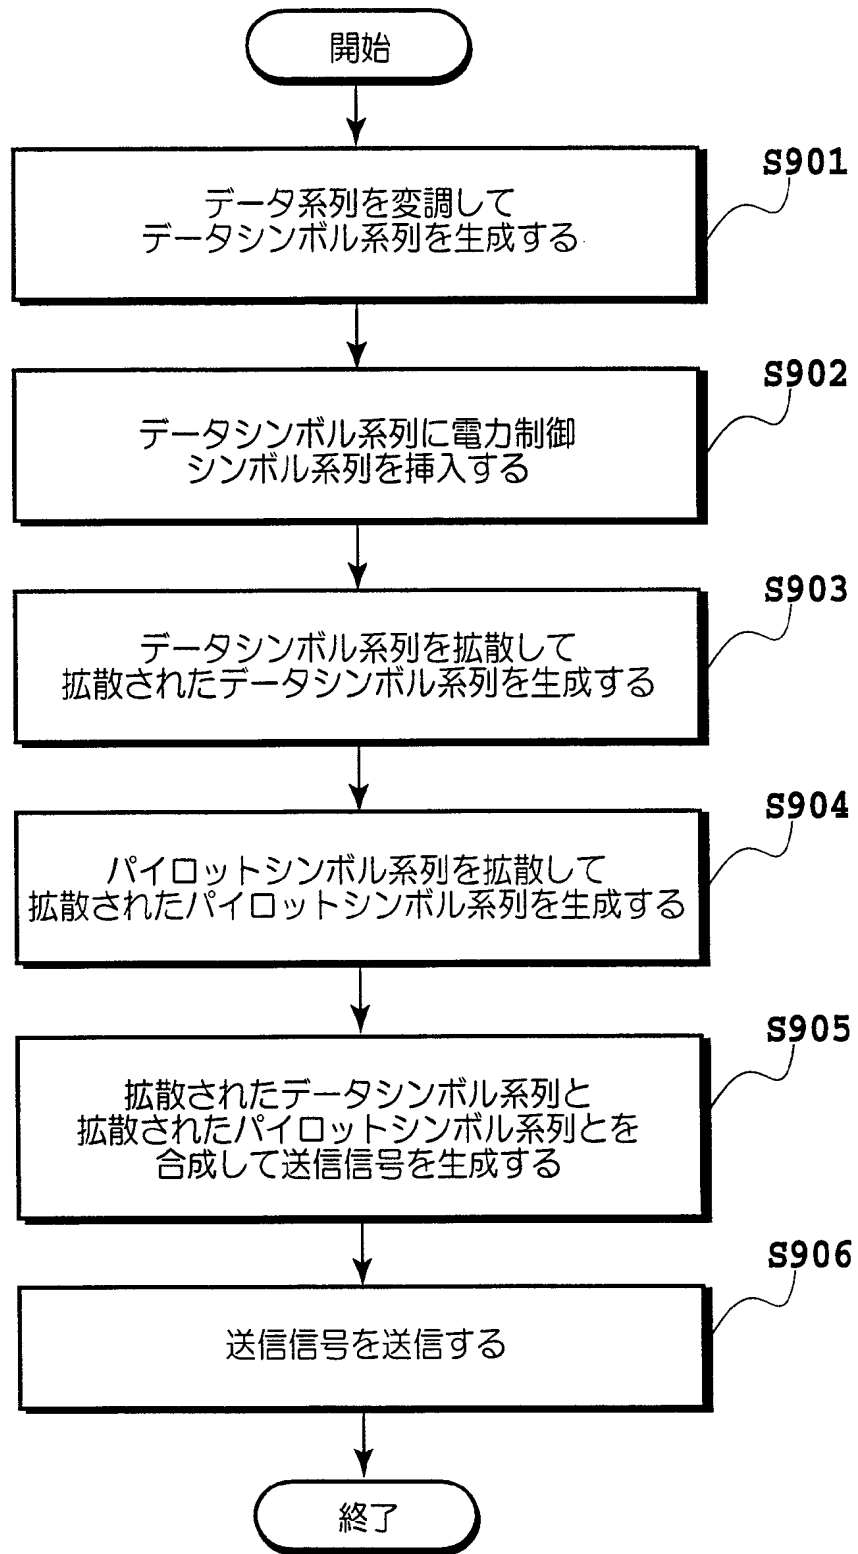 開始
S901
データ系列を変調して
データシンボル系列を生成する
S902
データシンボル系列に電力制御
シンボル系列を挿入する
S903
データシンボル系列を拡散して
拡散されたデータシンボル系列を生成する
S904
パイロットシンボル系列を拡散して
拡散されたパイロットシンボル系列を生成する
S905
拡散されたデータシンボル系列と
拡散されたパイロットシンボル系列とを
合成して送信信号を生成する
S906
送信信号を送信する
終了